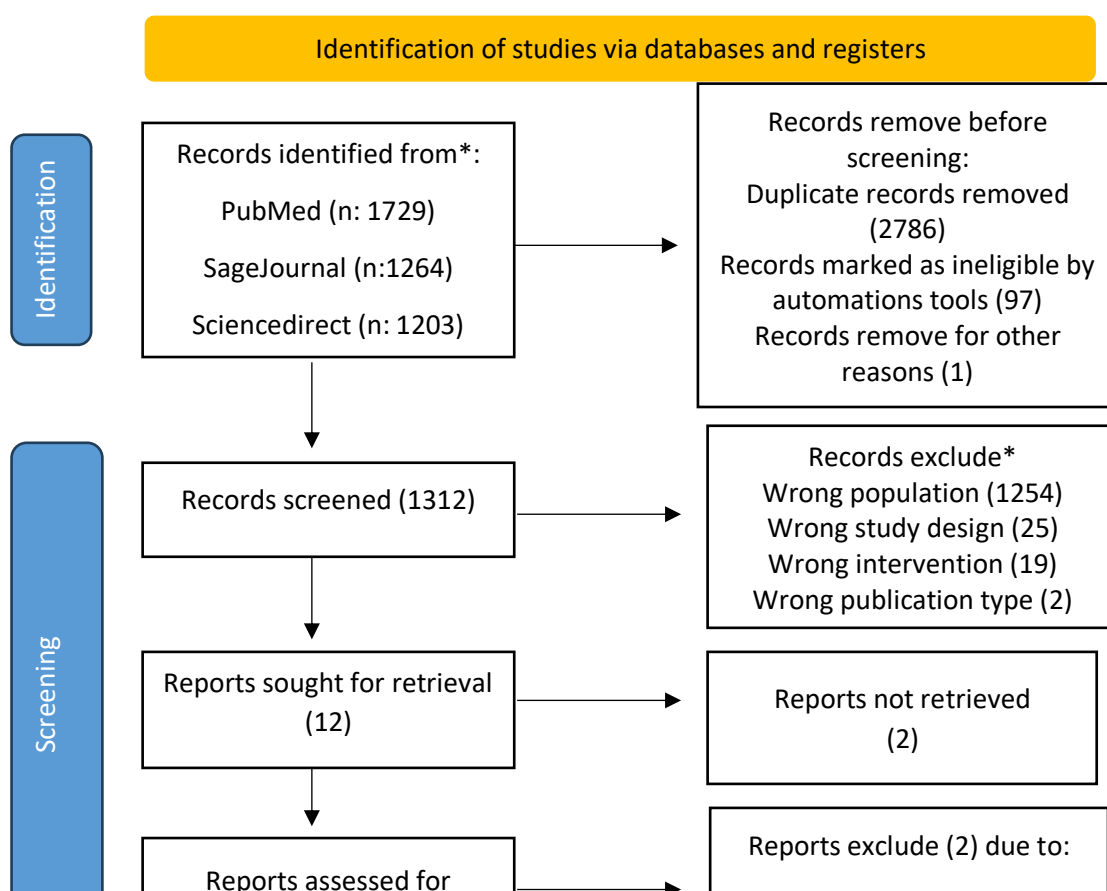 Identification of studies via databases and registers
Identification
Records identified from*:
PubMed (n: 1729)
SageJournal (n:1264)
Sciencedirect (n: 1203)
Records remove before
screening:
Duplicate records removed
(2786)
Records marked as ineligible by
automations tools (97)
Records remove for other
reasons (1)
Screening
Records screened (1312)
Records exclude*
Wrong population (1254)
Wrong study design (25)
Wrong intervention (19)
Wrong publication type (2)
Reports sought for retrieval
(12)
Reports not retrieved
(2)
Reports assessed for
Reports exclude (2) due to: